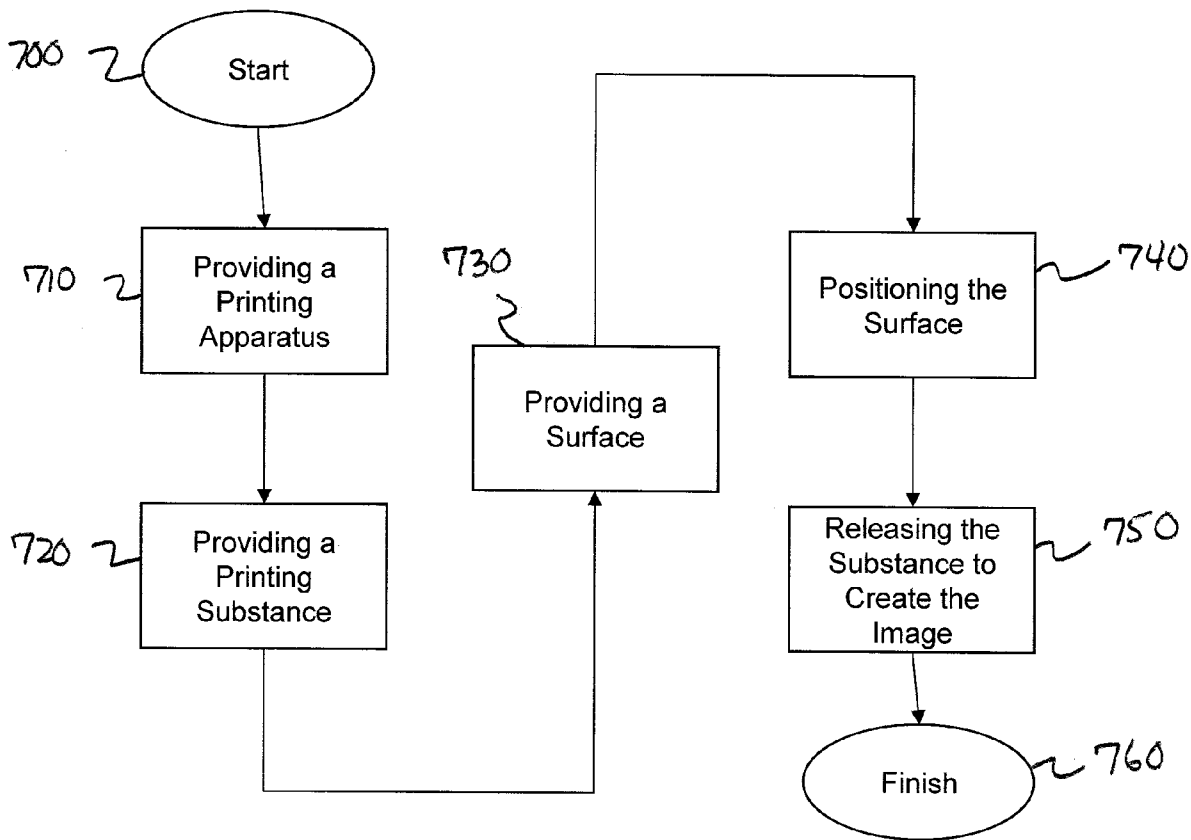 700
Start
710
Providing a
Printing
Apparatus
720
Providing a
Printing
Substance
730
Providing a
Surface
740
Positioning the
Surface
750
Releasing the
Substance to
Create the
Image
760
Finish